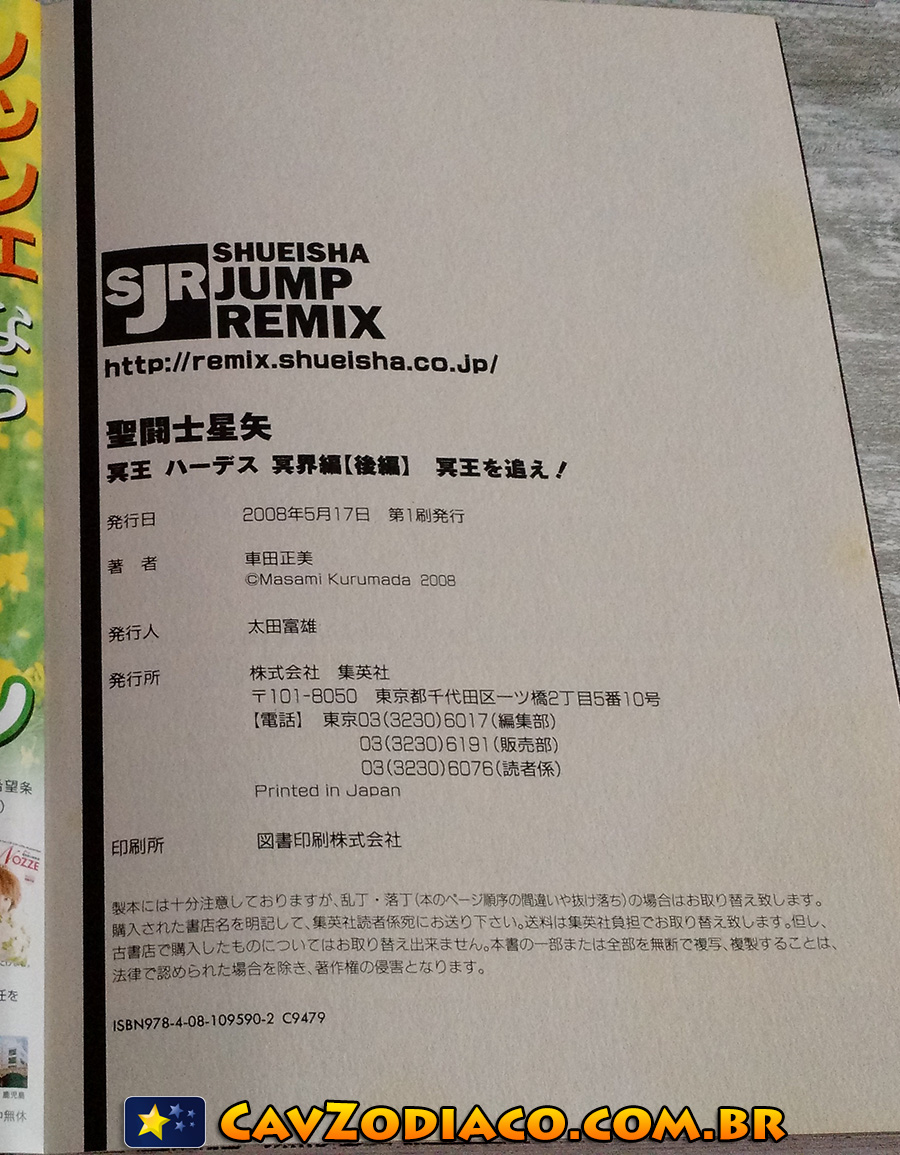 SJR
SHUEISHA
JUMP
REMIX
http://remix.shueisha.co.jp/
聖闘士星矢
冥王 ハーデス 冥界編【後編】 冥王を追え!
発行日 2008年5月17日 第1刷発行
著 者 車田正美
©Masami Kurumada 2008
発行人 太田富雄
発行所 株式会社 集英社
〒101-8050 東京都千代田区一ツ橋2丁目5番10号
【電話】 東京03(3230)6017(編集部)
03(3230)6191(販売部)
03(3230)6076(読者係)
Printed in Japan
印刷所 図書印刷株式会社
製本には十分注意しておりますが、乱丁・落丁(本のページ順序の間違いや抜け落ち)の場合はお取り替え致します。
購入された書店名を明記して、集英社読者係宛にお送り下さい。送料は集英社負担でお取り替え致します。但し、
古書店で購入したものについてはお取り替え出来ません。本書の一部または全部を無断で複写、複製することは、
法律で認められた場合を除き、著作権の侵害となります。
ISBN978-4-08-109590-2 C9479
望条
NOZZE
任を
鹿児島
無休
CAVZODIACO.COM.BR